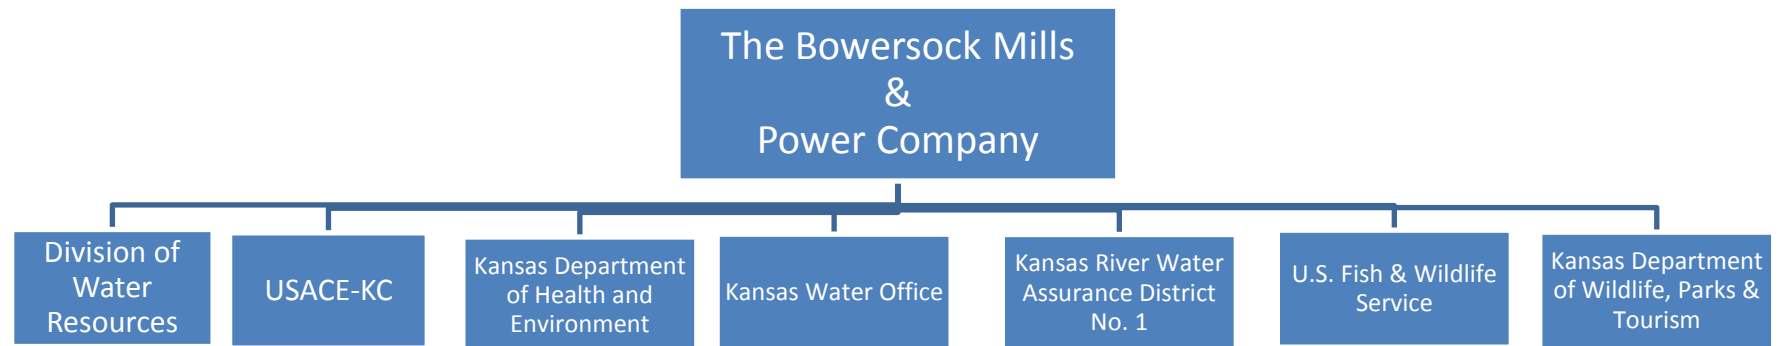 The Bowersock Mills
&
Power Company
Division of
Water
Resources
USACE-KC
Kansas Department
of Health and
Environment
Kansas Water Office
Kansas River Water
Assurance District
No. 1
U.S. Fish & Wildlife
Service
Kansas Department
of Wildlife, Parks &
Tourism